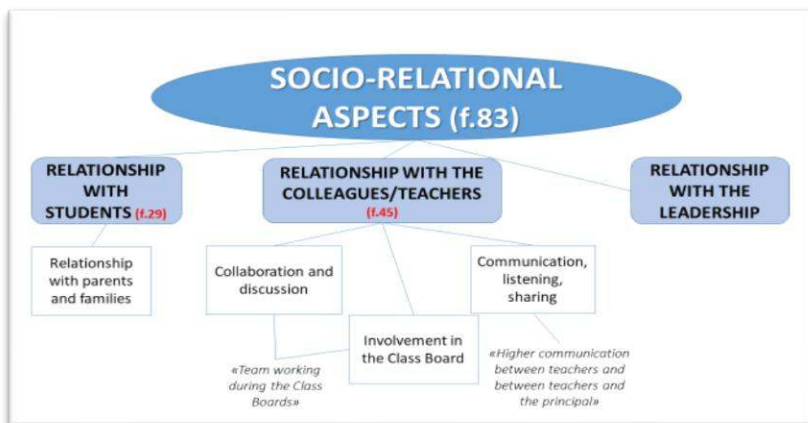 SOCIO-RELATIONAL
ASPECTS (f.83)
RELATIONSHIP
WITH
STUDENTS (f.29)
RELATIONSHIP WITH THE
COLLEAGUES/TEACHERS
(f.45)
RELATIONSHIP
WITH THE
LEADERSHIP
Relationship
with parents
and families
Collaboration and
discussion
Communication,
listening,
sharing
Involvement in
the Class Board
«Team working
during the Class
Boards»
«Higher communication
between teachers and
between teachers and
the principal»